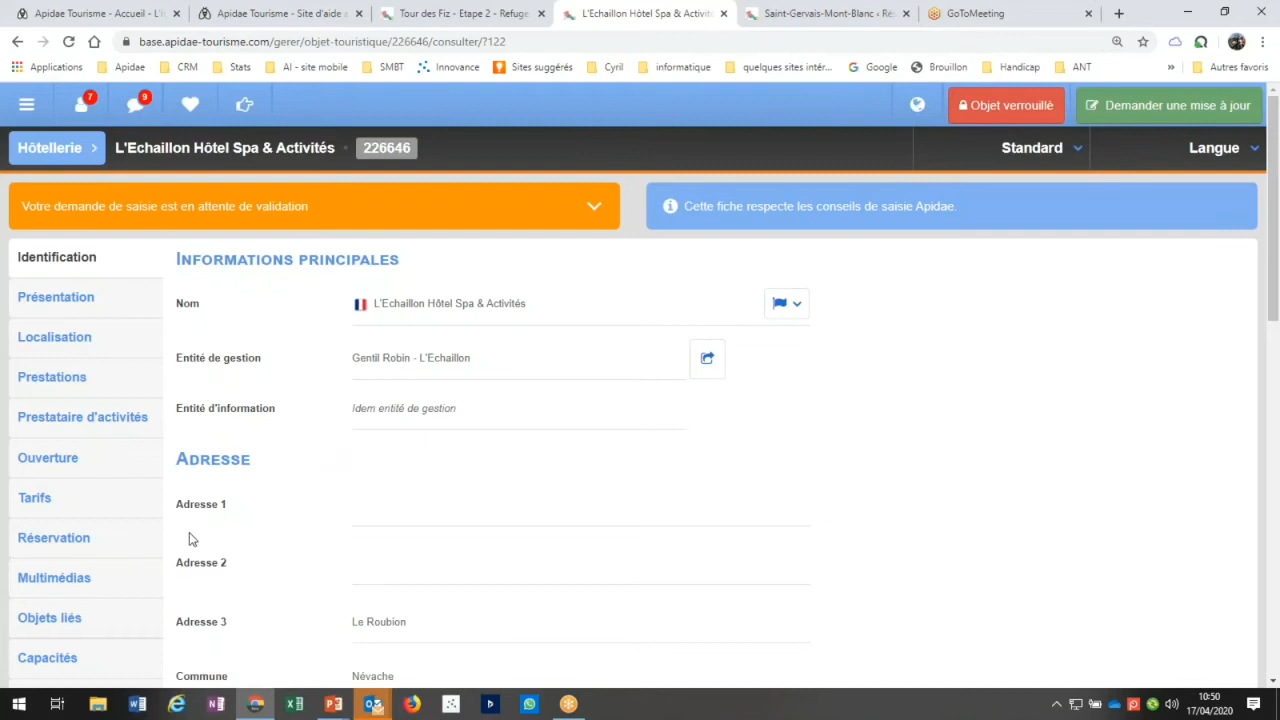 Apidae Tourisme - Accueil - L'i
Apidae Tourisme - Site d'aide a
Tour des Fiz - Etape 2 - Refuge
L'Echaillon Hôtel Spa & Activité
Saint-Gervais-Mont-Blanc • Rés
GoToMeeting
base.apidae-tourisme.com/gerer/objet-touristique/226646/consulter/?122
Applications
Apidae
CRM
Stats
AI - site mobile
SMBT
Innovance
Sites suggérés
Cyril
informatique
quelques sites intér...
Google
Brouillon
Handicap
ANT
»
Autres favoris
7
9
Objet verrouillé
Demander une mise à jour
Hôtellerie
L'Echaillon Hôtel Spa & Activités
226646
Standard
Langue
Votre demande de saisie est en attente de validation
Cette fiche respecte les conseils de saisie Apidae.
Identification
Présentation
Localisation
Prestations
Prestataire d'activités
Ouverture
Tarifs
Réservation
Multimédias
Objets liés
Capacités
Informations principales
Nom
L'Echaillon Hôtel Spa & Activités
Entité de gestion
Gentil Robin - L'Echaillon
Entité d'information
Idem entité de gestion
Adresse
Adresse 1
Adresse 2
Adresse 3
Le Roubion
Commune
Névache
10:50
17/04/2020